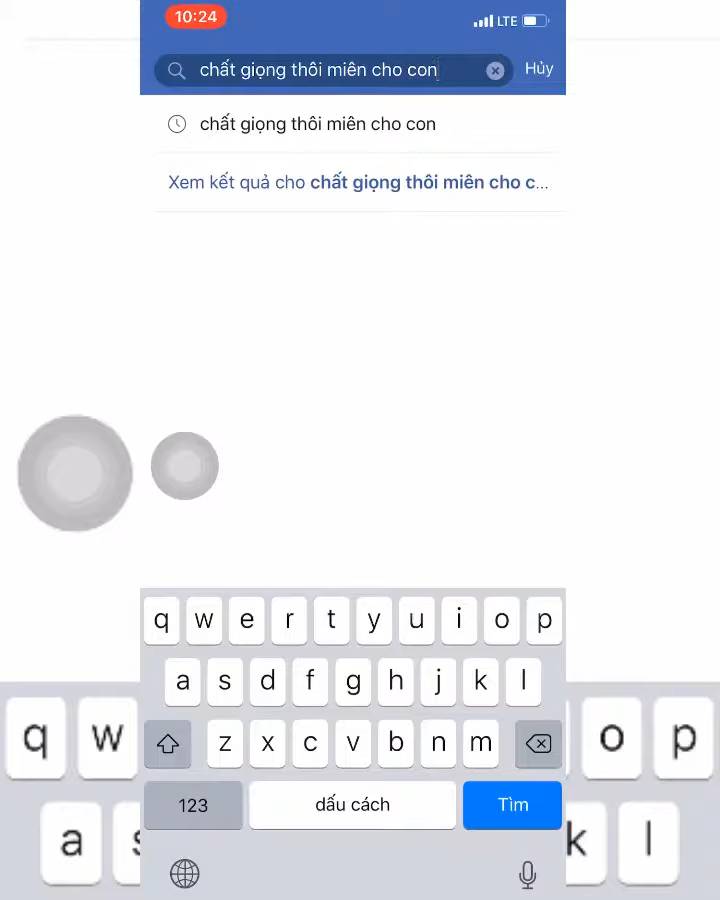 10:24
LTE
chất giọng thôi miên cho con
Hủy
chất giọng thôi miên cho con
Xem kết quả cho chất giọng thôi miên cho c...
q w e r t y u i o p
a s d f g h j k l
z x c v b n m
123 dấu cách Tìm
q w o p
a s k l